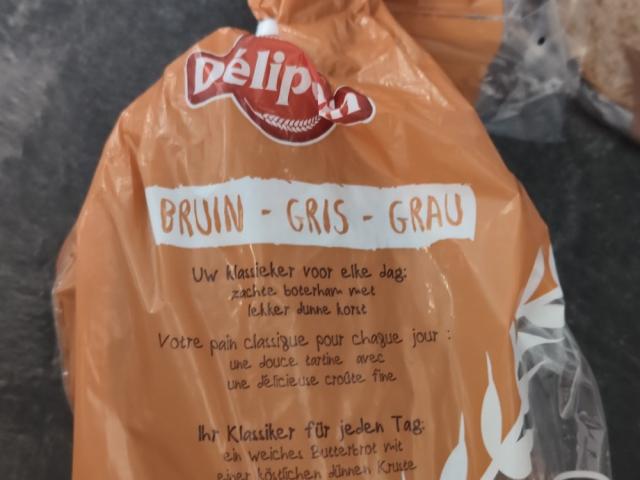 Délipain
BRUIN - GRIS - GRAU
Uw klassieker voor elke dag:
zachte boterham met
lekker dunne korst
Votre pain classique pour chaque jour :
une douce tartine avec
une délicieuse croûte fine
Ihr Klassiker für jeden Tag:
ein weiches Butterbrot mit
einer köstlichen dünnen Kruste